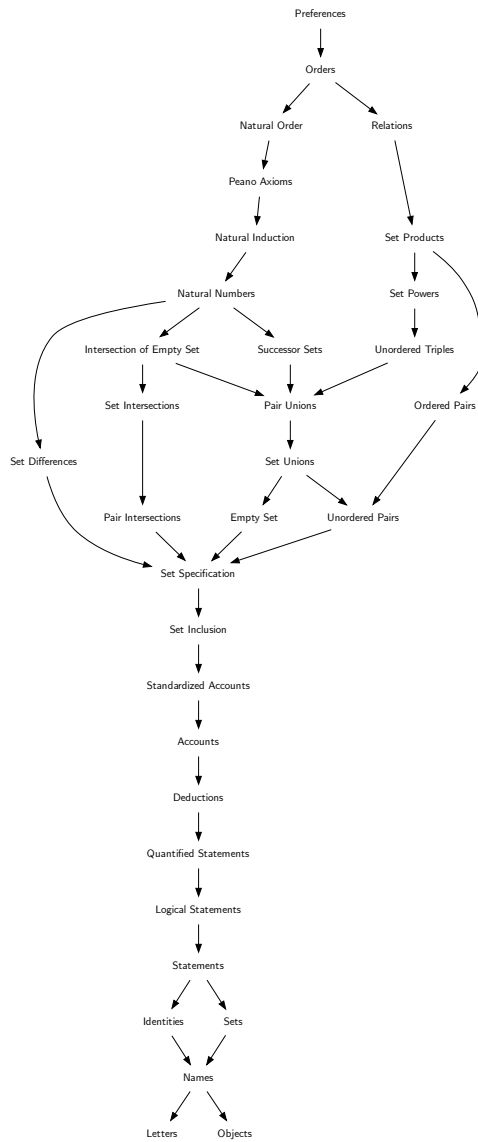 Preferences
Orders
Natural Order
Relations
Peano Axioms
Natural Induction
Set Products
Natural Numbers
Set Powers
Intersection of Empty Set
Successor Sets
Unordered Triples
Set Intersections
Pair Unions
Ordered Pairs
Set Differences
Set Unions
Pair Intersections
Empty Set
Unordered Pairs
Set Specification
Set Inclusion
Standardized Accounts
Accounts
Deductions
Quantified Statements
Logical Statements
Statements
Identities
Sets
Names
Letters
Objects